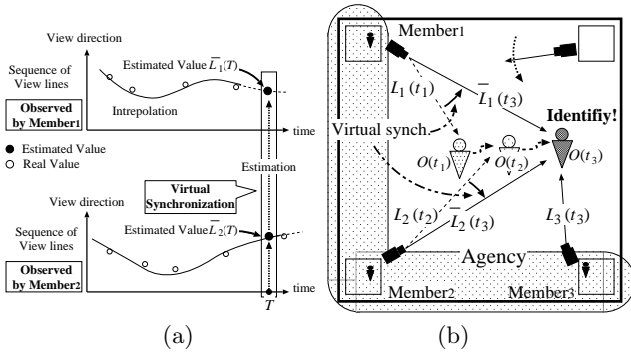 View direction
Sequence of
View lines
Observed
by Member1
Estimated Value L̅1(T)
Intrepolation
time
Estimated Value
Real Value
Estimation
Virtual
Synchronization
View direction
Sequence of
View lines
Observed
by Member2
Estimated Value L̅2(T)
time
T
(a)
Member1
L1(t1)
L̅1(t3)
Identifiy!
Virtual synch.
O(t1)
O(t2)
O(t3)
L2(t2)
L̅2(t3)
L3(t3)
Agency
Member2
Member3
(b)